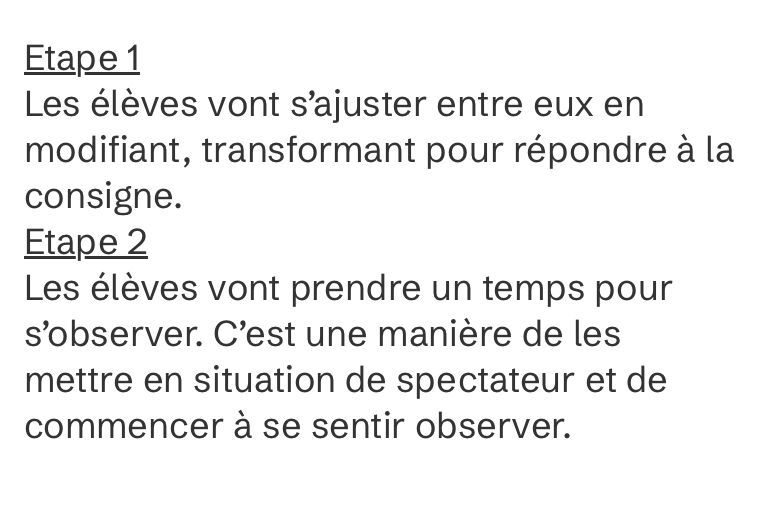 Etape 1
Les élèves vont s’ajuster entre eux en
modifiant, transformant pour répondre à la
consigne.
Etape 2
Les élèves vont prendre un temps pour
s’observer. C’est une manière de les
mettre en situation de spectateur et de
commencer à se sentir observer.